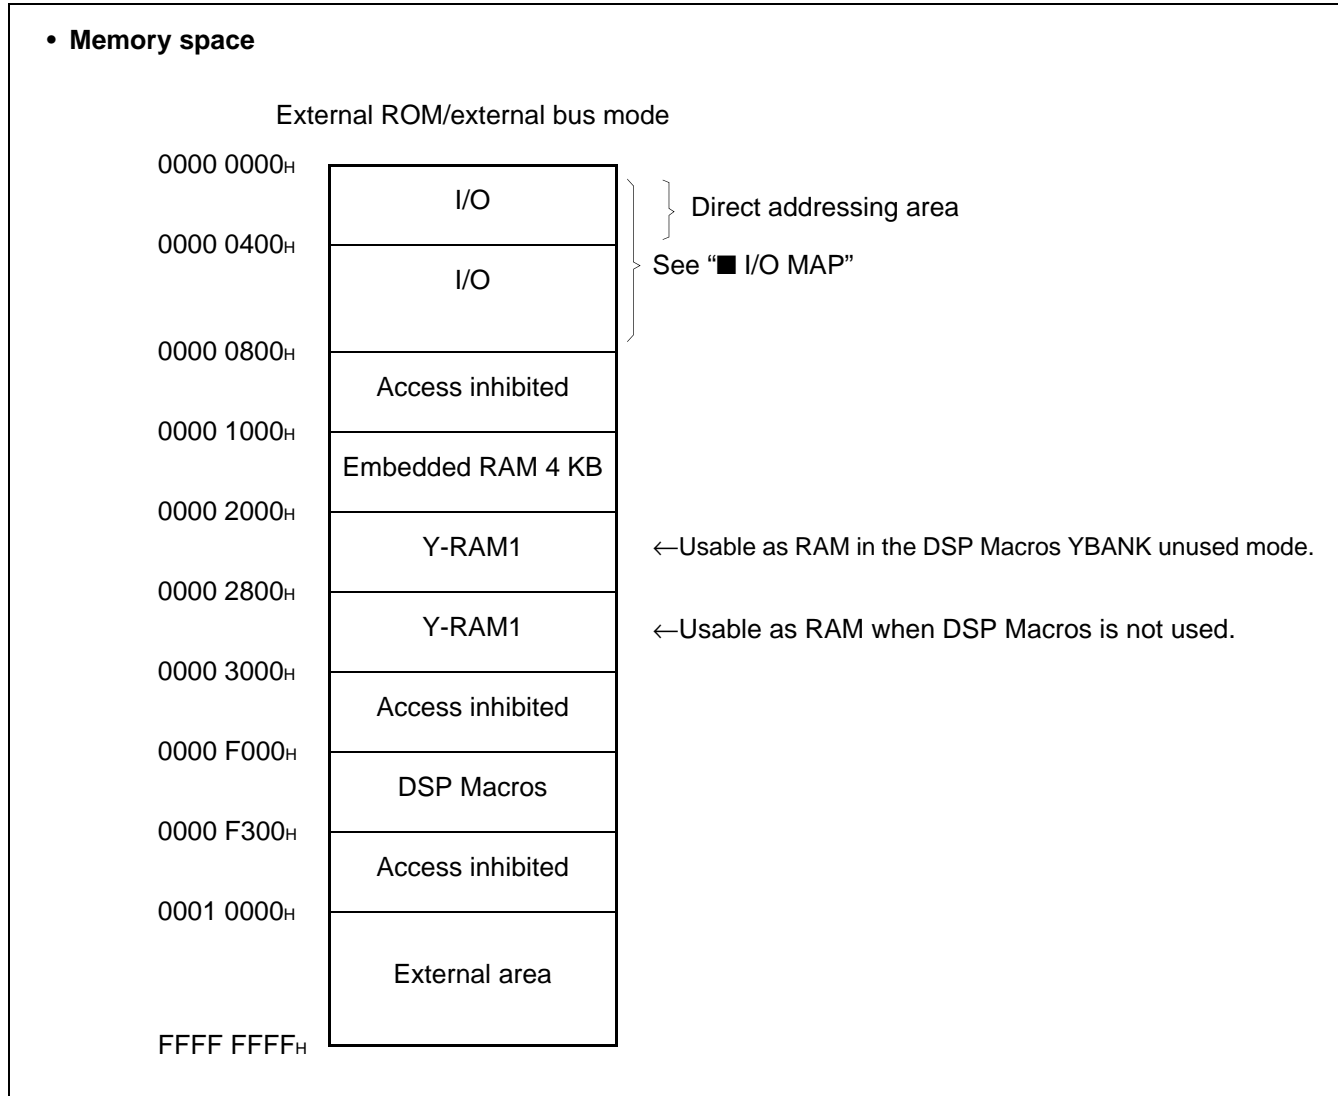 • Memory space
External ROM/external bus mode
0000 0000H
I/O
Direct addressing area
0000 0400H
See “■ I/O MAP”
I/O
0000 0800H
Access inhibited
0000 1000H
Embedded RAM 4 KB
0000 2000H
Y-RAM1
←Usable as RAM in the DSP Macros YBANK unused mode.
0000 2800H
Y-RAM1
←Usable as RAM when DSP Macros is not used.
0000 3000H
Access inhibited
0000 F000H
DSP Macros
0000 F300H
Access inhibited
0001 0000H
External area
FFFF FFFFH